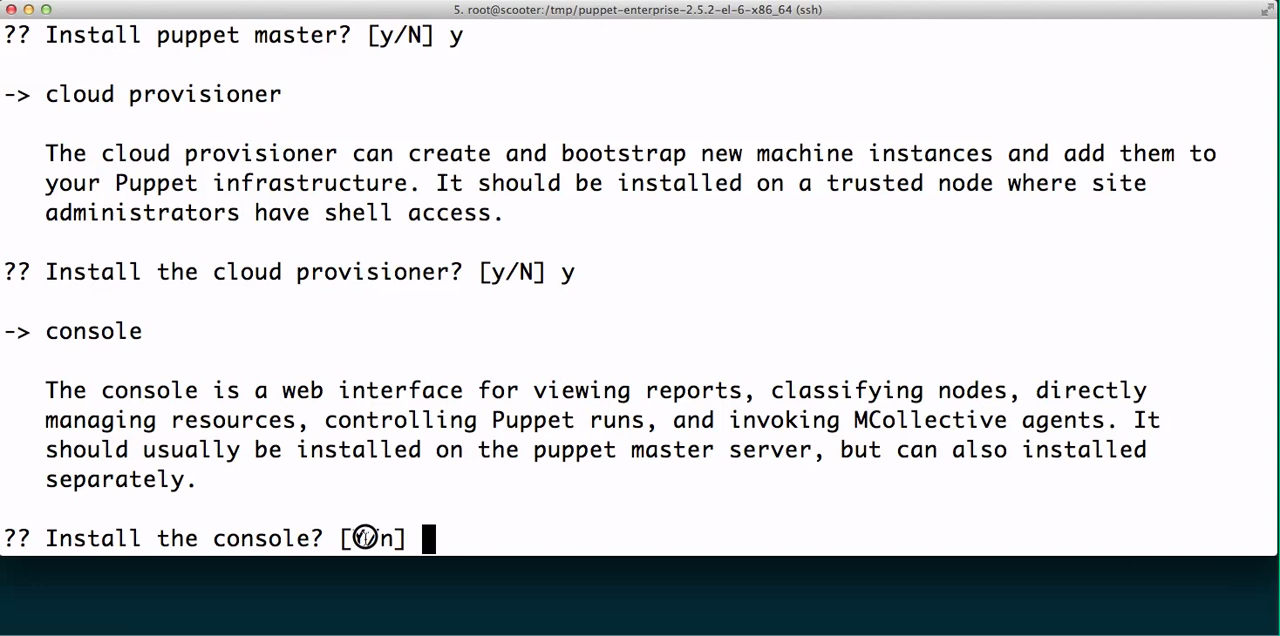 5. root@scooter:/tmp/puppet-enterprise-2.5.2-el-6-x86_64 (ssh)
?? Install puppet master? [y/N] y
-> cloud provisioner
The cloud provisioner can create and bootstrap new machine instances and add them to
your Puppet infrastructure. It should be installed on a trusted node where site
administrators have shell access.
?? Install the cloud provisioner? [y/N] y
-> console
The console is a web interface for viewing reports, classifying nodes, directly
managing resources, controlling Puppet runs, and invoking MCollective agents. It
should usually be installed on the puppet master server, but can also installed
separately.
?? Install the console? [ n]